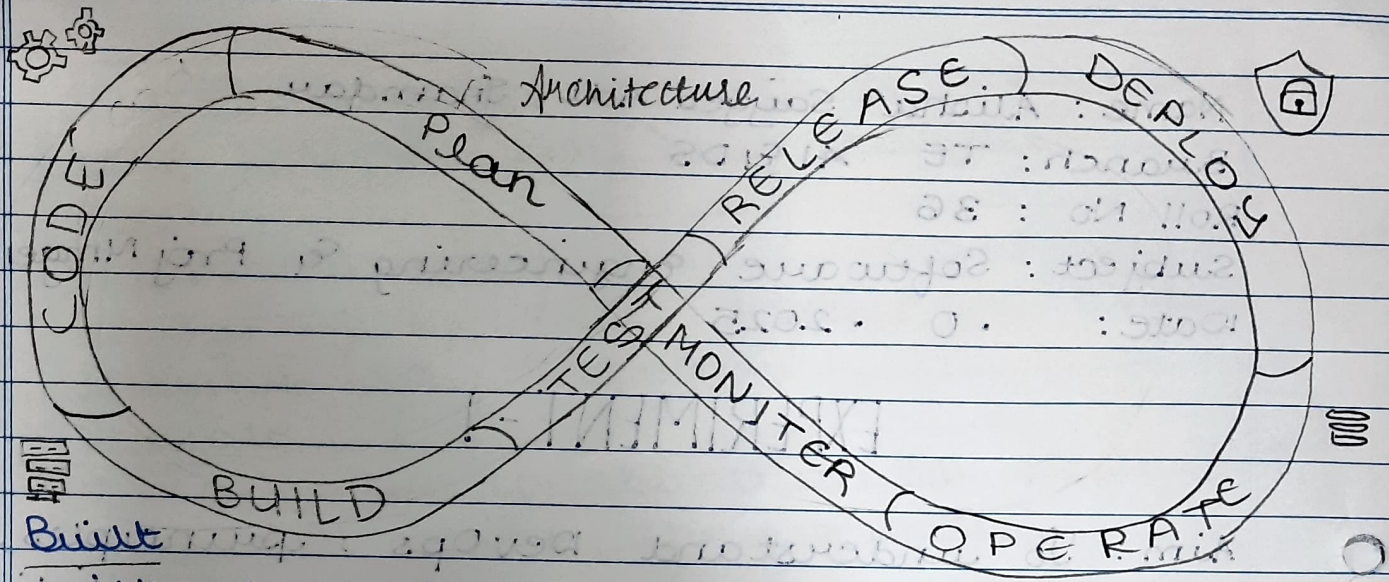 Architecture
Plan
CODE
BUILD
TEST
RELEASE
DEPLOY
OPERATE
MONITER
Built